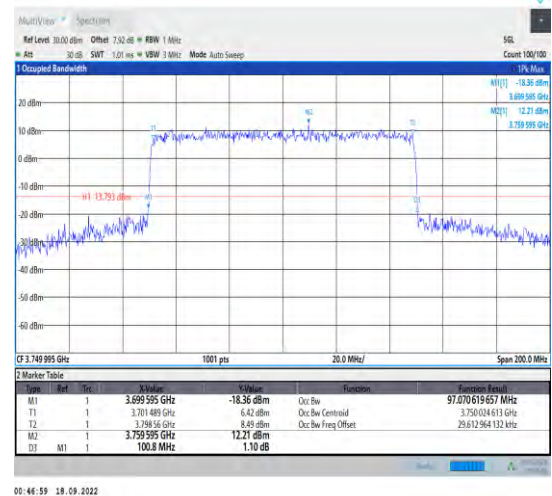 MultiView Spectrum
Ref Level 30.00 dBm Offset 7.92 dB RBW 1 MHz SGL
Att 30 dB SWT 1.01 ms VBW 3 MHz Mode Auto Sweep Count 100/100
1 Occupied Bandwidth 1Pk Max
M1[1] -18.36 dBm
3.699 595 GHz
M2[1] 12.21 dBm
3.759 595 GHz
20 dBm
M2
T1 T2
10 dBm
0 dBm
-10 dBm
H1 13.793 dBm M1
D3
-20 dBm
-30 dBm
-40 dBm
-50 dBm
-60 dBm
CF 3.749 995 GHz 1001 pts 20.0 MHz/ Span 200.0 MHz
2 Marker Table
Type Ref Trc X-Value Y-Value Function Function Result
M1 1 3.699 595 GHz -18.36 dBm Occ Bw 97.070 619 657 MHz
T1 1 3.701 489 GHz 6.42 dBm Occ Bw Centroid 3.750 024 613 GHz
T2 1 3.798 56 GHz 8.49 dBm Occ Bw Freq Offset 29.612 964 132 kHz
M2 1 3.759 595 GHz 12.21 dBm
D3 M1 1 100.8 MHz 1.10 dB
00:46:59 18.09.2022